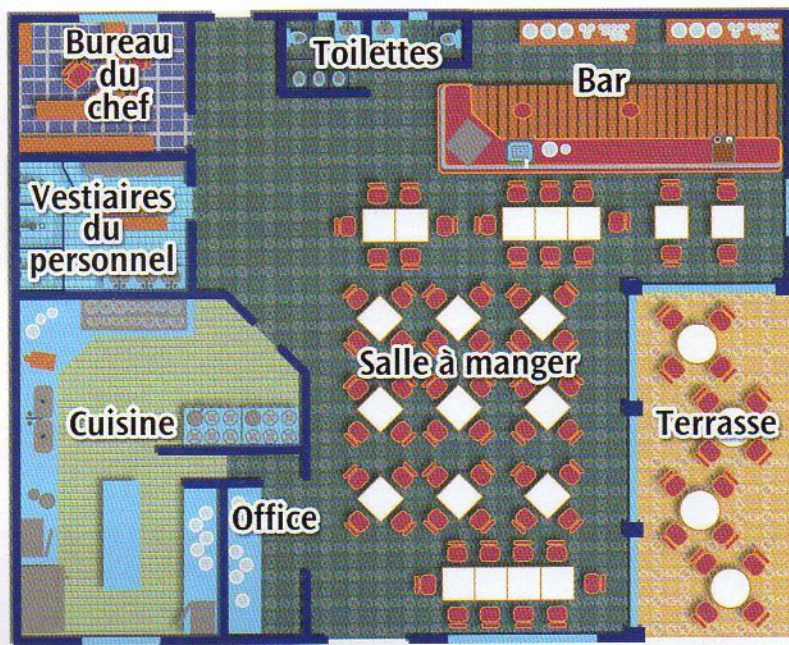 Bureau
du
chef
Toilettes
Bar
Vestiaires
du
personnel
Salle à manger
Cuisine
Terrasse
Office